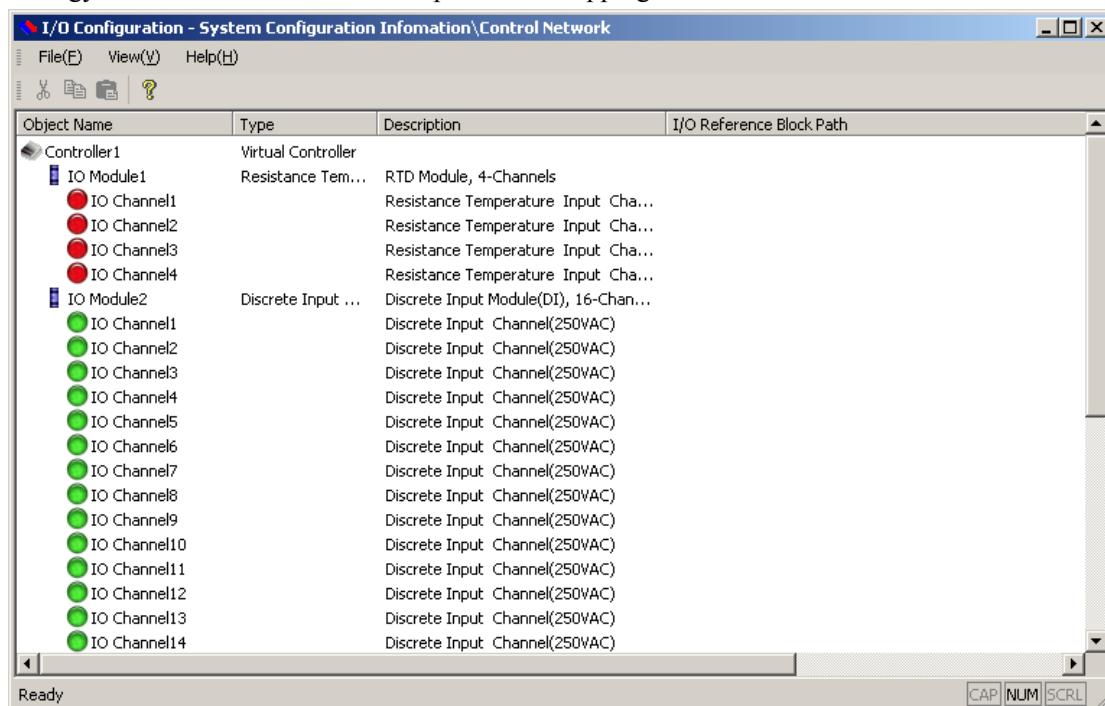 I/O Configuration - System Configuration Infomation\Control Network
File(F) View(V) Help(H)
Object Name Type Description I/O Reference Block Path
Controller1 Virtual Controller
IO Module1 Resistance Tem... RTD Module, 4-Channels
IO Channel1 Resistance Temperature Input Cha...
IO Channel2 Resistance Temperature Input Cha...
IO Channel3 Resistance Temperature Input Cha...
IO Channel4 Resistance Temperature Input Cha...
IO Module2 Discrete Input ... Discrete Input Module(DI), 16-Chan...
IO Channel1 Discrete Input Channel(250VAC)
IO Channel2 Discrete Input Channel(250VAC)
IO Channel3 Discrete Input Channel(250VAC)
IO Channel4 Discrete Input Channel(250VAC)
IO Channel5 Discrete Input Channel(250VAC)
IO Channel6 Discrete Input Channel(250VAC)
IO Channel7 Discrete Input Channel(250VAC)
IO Channel8 Discrete Input Channel(250VAC)
IO Channel9 Discrete Input Channel(250VAC)
IO Channel10 Discrete Input Channel(250VAC)
IO Channel11 Discrete Input Channel(250VAC)
IO Channel12 Discrete Input Channel(250VAC)
IO Channel13 Discrete Input Channel(250VAC)
IO Channel14 Discrete Input Channel(250VAC)
Ready CAP NUM SCRL